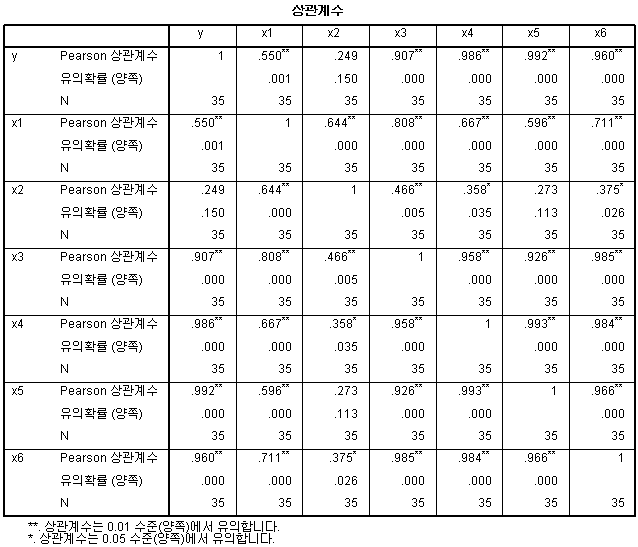 상관계수
y x1 x2 x3 x4 x5 x6
y Pearson 상관계수 1 .550** .249 .907** .986** .992** .960**
유의확률 (양쪽) .001 .150 .000 .000 .000 .000
N 35 35 35 35 35 35 35
x1 Pearson 상관계수 .550** 1 .644** .808** .667** .596** .711**
유의확률 (양쪽) .001 .000 .000 .000 .000 .000
N 35 35 35 35 35 35 35
x2 Pearson 상관계수 .249 .644** 1 .466** .358* .273 .375*
유의확률 (양쪽) .150 .000 .005 .035 .113 .026
N 35 35 35 35 35 35 35
x3 Pearson 상관계수 .907** .808** .466** 1 .958** .926** .985**
유의확률 (양쪽) .000 .000 .005 .000 .000 .000
N 35 35 35 35 35 35 35
x4 Pearson 상관계수 .986** .667** .358* .958** 1 .993** .984**
유의확률 (양쪽) .000 .000 .035 .000 .000 .000
N 35 35 35 35 35 35 35
x5 Pearson 상관계수 .992** .596** .273 .926** .993** 1 .966**
유의확률 (양쪽) .000 .000 .113 .000 .000 .000
N 35 35 35 35 35 35 35
x6 Pearson 상관계수 .960** .711** .375* .985** .984** .966** 1
유의확률 (양쪽) .000 .000 .026 .000 .000 .000
N 35 35 35 35 35 35 35
**. 상관계수는 0.01 수준(양쪽)에서 유의합니다.
*. 상관계수는 0.05 수준(양쪽)에서 유의합니다.